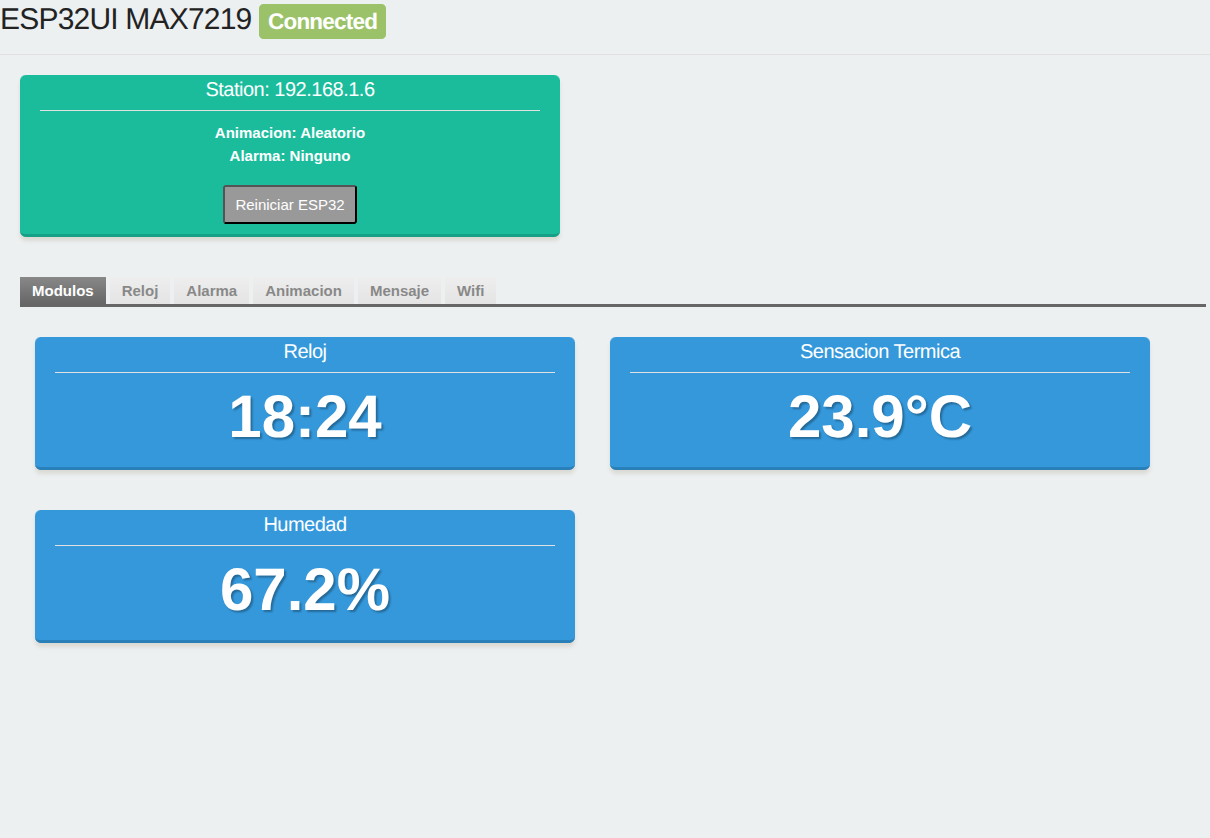 ESP32UI MAX7219 Connected
Station: 192.168.1.6
Animacion: Aleatorio
Alarma: Ninguno
Reiniciar ESP32
Modulos Reloj Alarma Animacion Mensaje Wifi
Reloj
18:24
Sensacion Termica
23.9°C
Humedad
67.2%